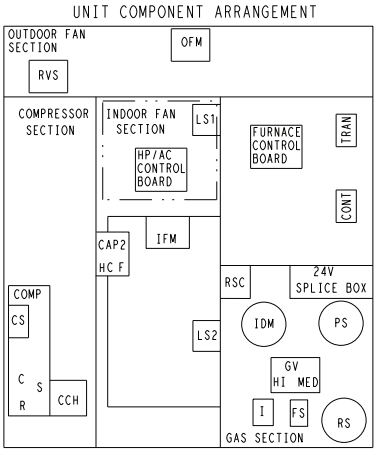 UNIT COMPONENT ARRANGEMENT
OUTDOOR FAN
SECTION
OFM
RVS
COMPRESSOR
SECTION
INDOOR FAN
SECTION
LS1
HP/AC
CONTROL
BOARD
FURNACE
CONTROL
BOARD
TRAN
CONT
CAP2
H C F
IFM
RSC
24V
SPLICE BOX
COMP
CS
LS2
IDM
PS
GV
HI MED
C
S
R
CCH
I
FS
RS
GAS SECTION